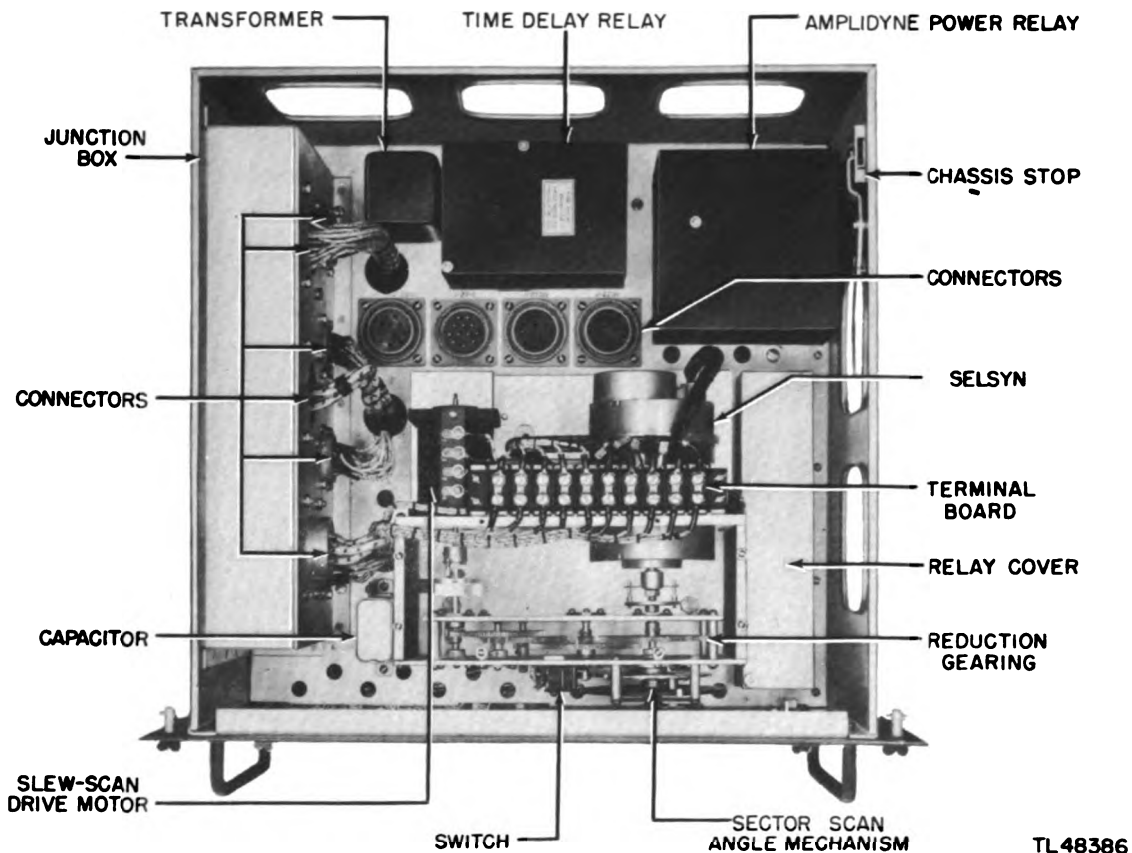 TRANSFORMER
TIME DELAY RELAY
AMPLIDYNE POWER RELAY
JUNCTION
BOX
CHASSIS STOP
CONNECTORS
SELSYN
CONNECTORS
TERMINAL
BOARD
RELAY COVER
CAPACITOR
REDUCTION
GEARING
SLEW-SCAN
DRIVE MOTOR
SWITCH
SECTOR SCAN
ANGLE MECHANISM
TL48386